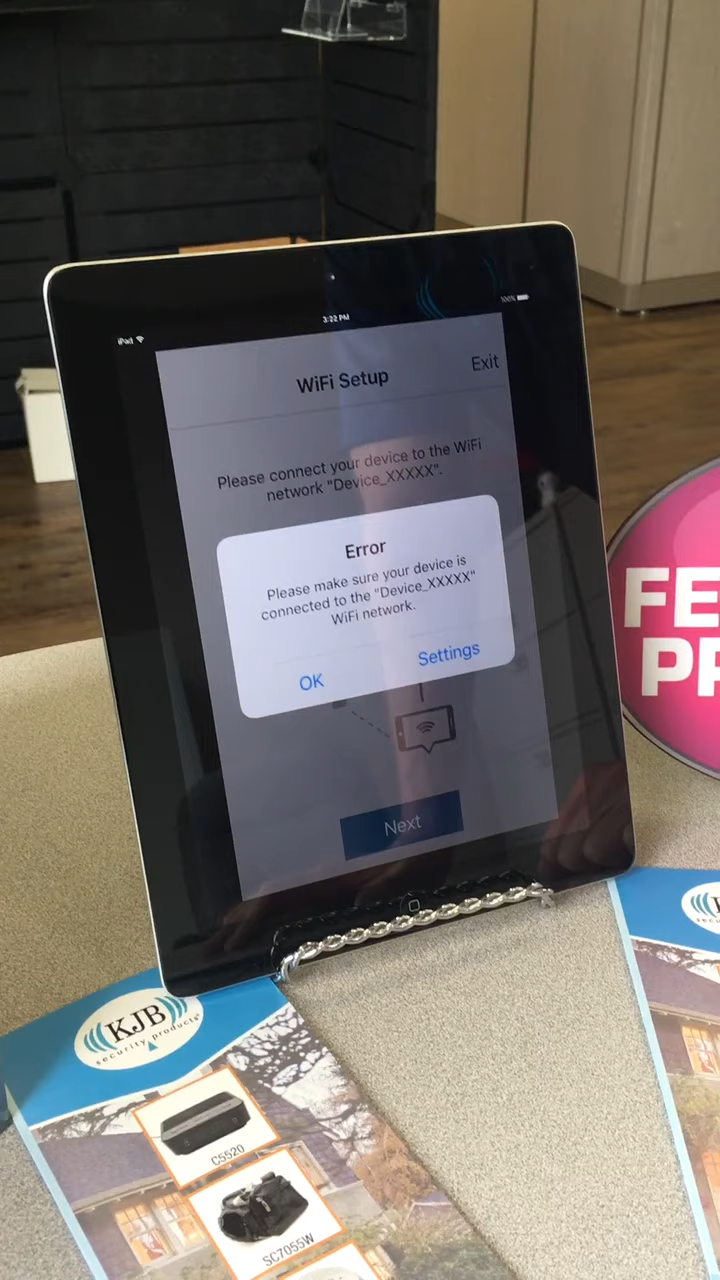 iPad
3:22 PM
100%
WiFi Setup
Exit
Please connect your device to the WiFi
network "Device_XXXXX".
Error
Please make sure your device is
connected to the "Device_XXXXX"
WiFi network.
OK
Settings
Next
FE
PR
KJB
security products
C5520
SC7055W